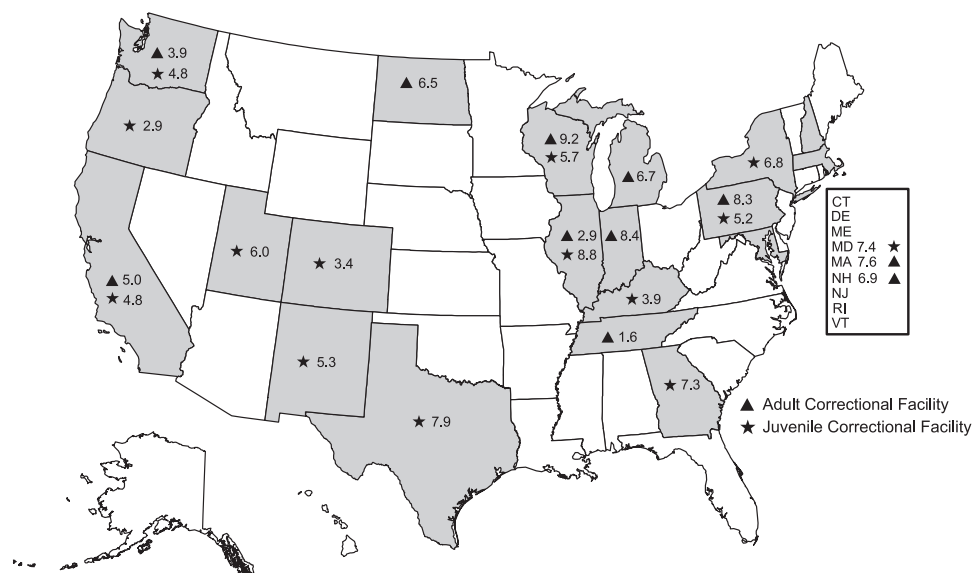 ▲ 3.9
★ 4.8
▲ 6.5
★ 2.9
▲ 9.2
★ 5.7
▲ 6.7
★ 6.8
▲ 8.3
★ 5.2
CT
DE
ME
MD 7.4 ★
MA 7.6 ▲
NH 6.9 ▲
NJ
RI
VT
★ 6.0
★ 3.4
▲ 2.9
★ 8.8
▲ 8.4
▲ 5.0
★ 4.8
★ 3.9
▲ 1.6
★ 5.3
★ 7.3
★ 7.9
▲ Adult Correctional Facility
★ Juvenile Correctional Facility